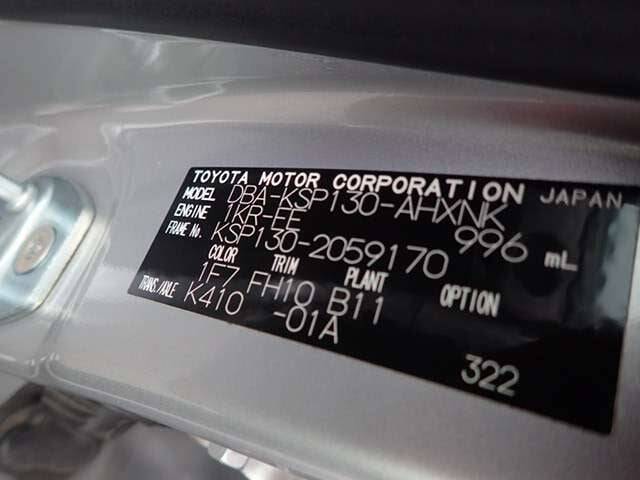 TOYOTA MOTOR CORPORATION JAPAN
MODEL DBA-KSP130-AHXNK
ENGINE 1KR-FE 996 mL
FRAME No. KSP130-2059170
COLOR TRIM PLANT OPTION
1F7 FH10 B11
TRANS./AXLE K410 -01A
322